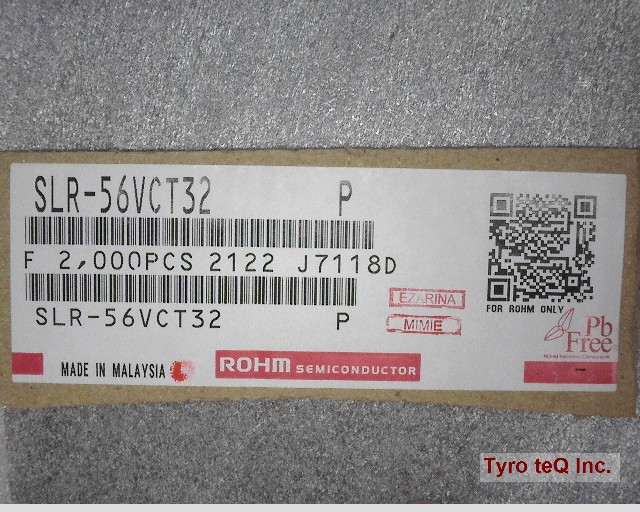 SLR-56VCT32 P
F 2,000PCS 2122 J7118D
SLR-56VCT32 P
EZARINA
MIMIE
FOR ROHM ONLY
Pb
Free
MADE IN MALAYSIA
ROHM SEMICONDUCTOR
Tyro teQ Inc.